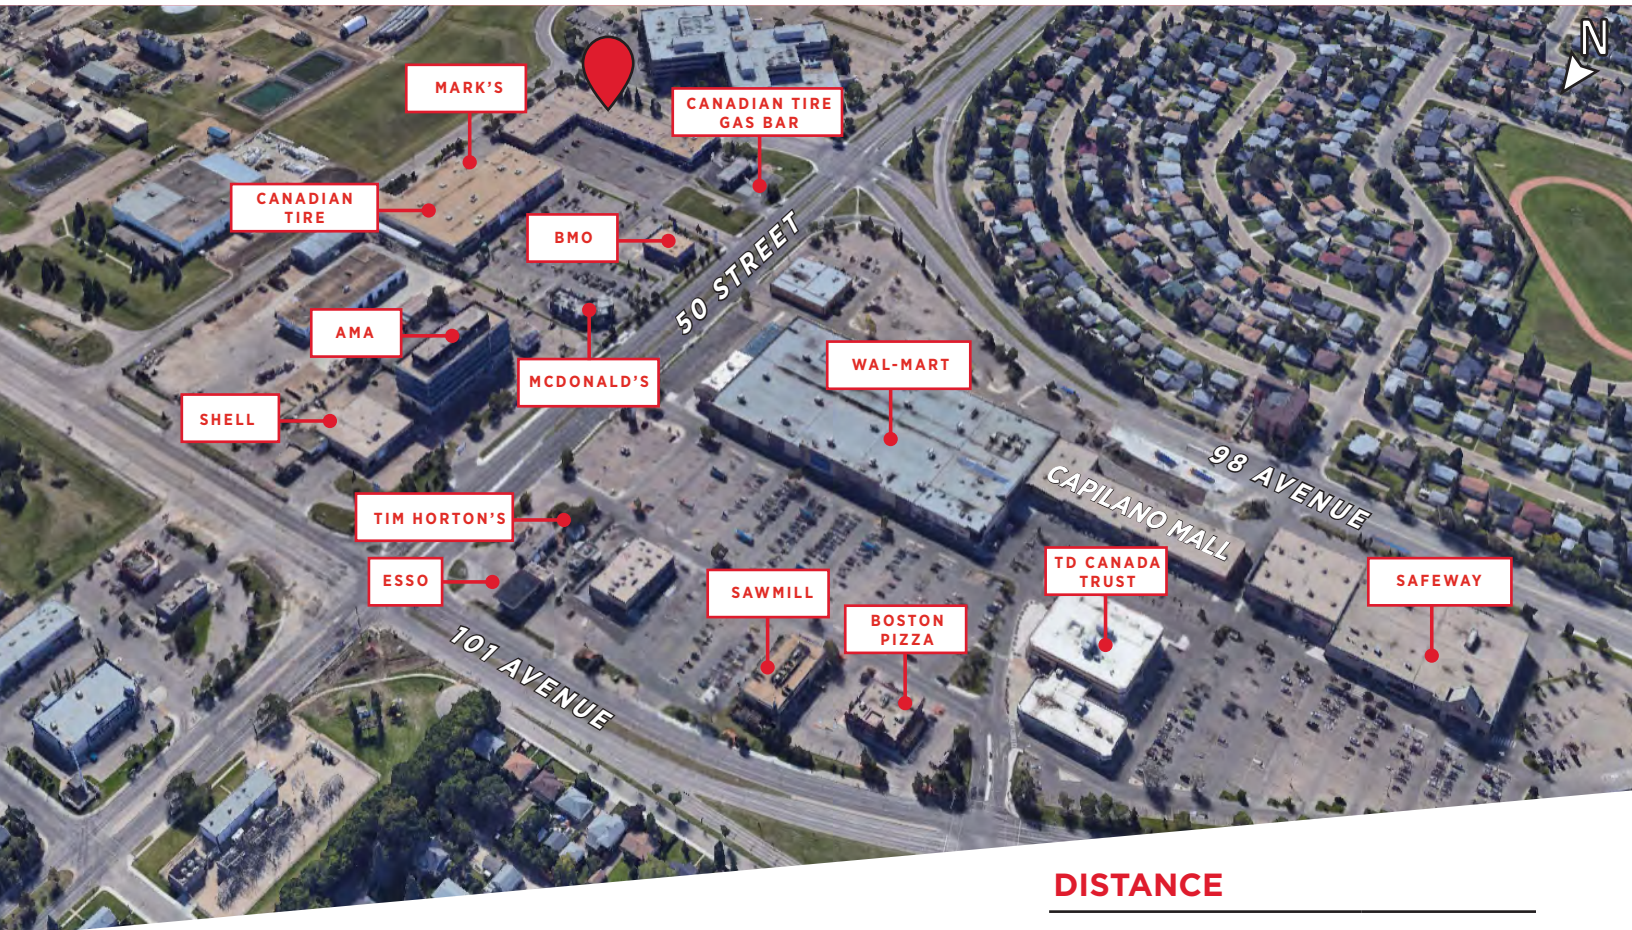 N
MARK'S
CANADIAN TIRE
GAS BAR
CANADIAN
TIRE
BMO
50 STREET
AMA
WAL-MART
MCDONALD'S
SHELL
98 AVENUE
CAPILANO MALL
TIM HORTON'S
TD CANADA
TRUST
ESSO
SAFEWAY
SAWMILL
BOSTON
PIZZA
101 AVENUE
DISTANCE